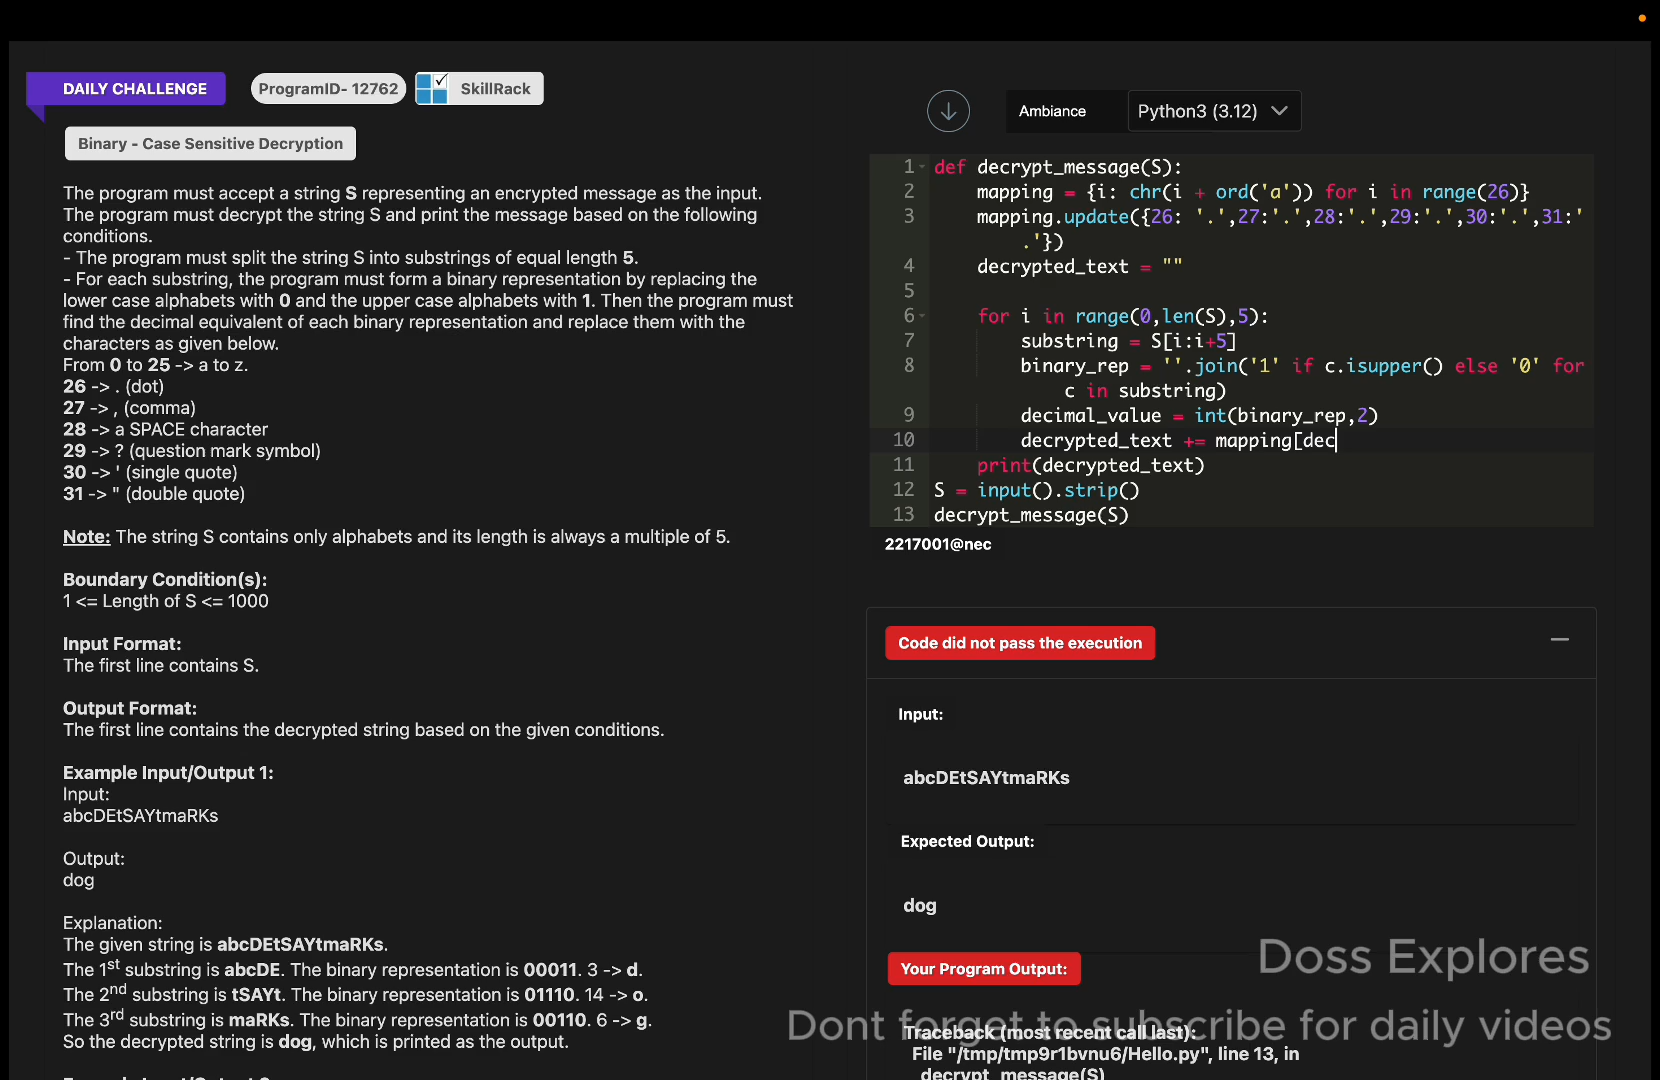 DAILY CHALLENGE
ProgramID- 12762
SkillRack
Binary - Case Sensitive Decryption
The program must accept a string S representing an encrypted message as the input.
The program must decrypt the string S and print the message based on the following
conditions.
- The program must split the string S into substrings of equal length 5.
- For each substring, the program must form a binary representation by replacing the
lower case alphabets with 0 and the upper case alphabets with 1. Then the program must
find the decimal equivalent of each binary representation and replace them with the
characters as given below.
From 0 to 25 -> a to z.
26 -> . (dot)
27 -> , (comma)
28 -> a SPACE character
29 -> ? (question mark symbol)
30 -> ' (single quote)
31 -> " (double quote)
Note: The string S contains only alphabets and its length is always a multiple of 5.
Boundary Condition(s):
1 <= Length of S <= 1000
Input Format:
The first line contains S.
Output Format:
The first line contains the decrypted string based on the given conditions.
Example Input/Output 1:
Input:
abcDEtSAYtmaRKs
Output:
dog
Explanation:
The given string is abcDEtSAYtmaRKs.
The 1st substring is abcDE. The binary representation is 00011. 3 -> d.
The 2nd substring is tSAYt. The binary representation is 01110. 14 -> o.
The 3rd substring is maRKs. The binary representation is 00110. 6 -> g.
So the decrypted string is dog, which is printed as the output.
Ambiance
Python3 (3.12)
1 def decrypt_message(S):
2     mapping = {i: chr(i + ord('a')) for i in range(26)}
3     mapping.update({26: '.',27:'.',28:'.',29:'.',30:'.',31:'
.'})
4     decrypted_text = ""
5
6     for i in range(0,len(S),5):
7         substring = S[i:i+5]
8         binary_rep = ''.join('1' if c.isupper() else '0' for
c in substring)
9         decimal_value = int(binary_rep,2)
10         decrypted_text += mapping[dec
11     print(decrypted_text)
12 S = input().strip()
13 decrypt_message(S)
2217001@nec
Code did not pass the execution
Input:
abcDEtSAYtmaRKs
Expected Output:
dog
Your Program Output:
Traceback (most recent call last):
File "/tmp/tmp9r1bvnu6/Hello.py", line 13, in
decrypt_message(S)
Doss Explores
Dont forget to subscribe for daily videos